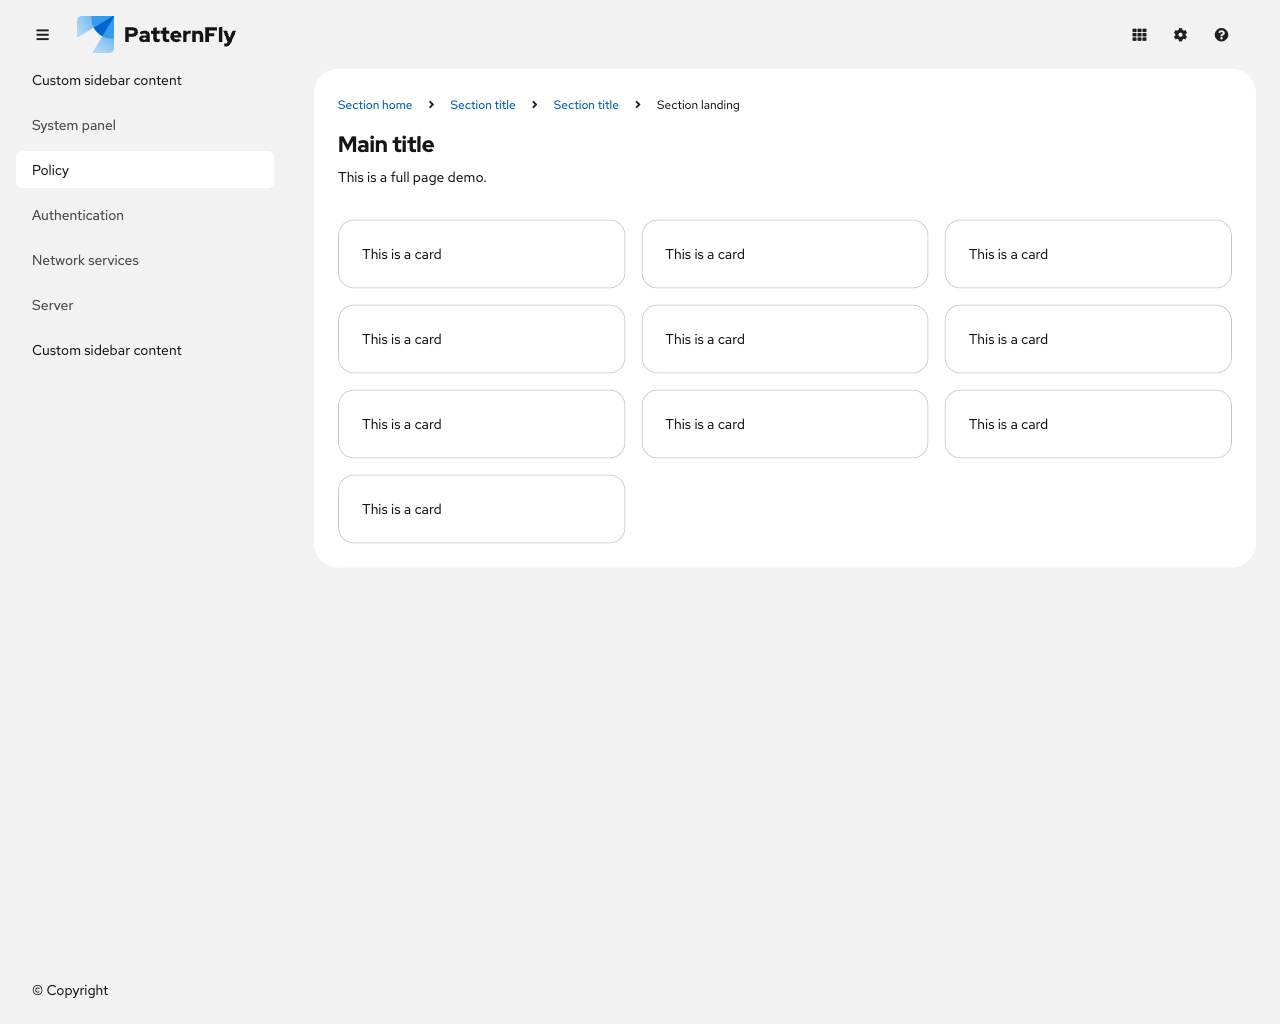 PatternFly
Custom sidebar content
System panel
Policy
Authentication
Network services
Server
Custom sidebar content
© Copyright
Section home
Section title
Section title
Section landing
Main title
This is a full page demo.
This is a card
This is a card
This is a card
This is a card
This is a card
This is a card
This is a card
This is a card
This is a card
This is a card